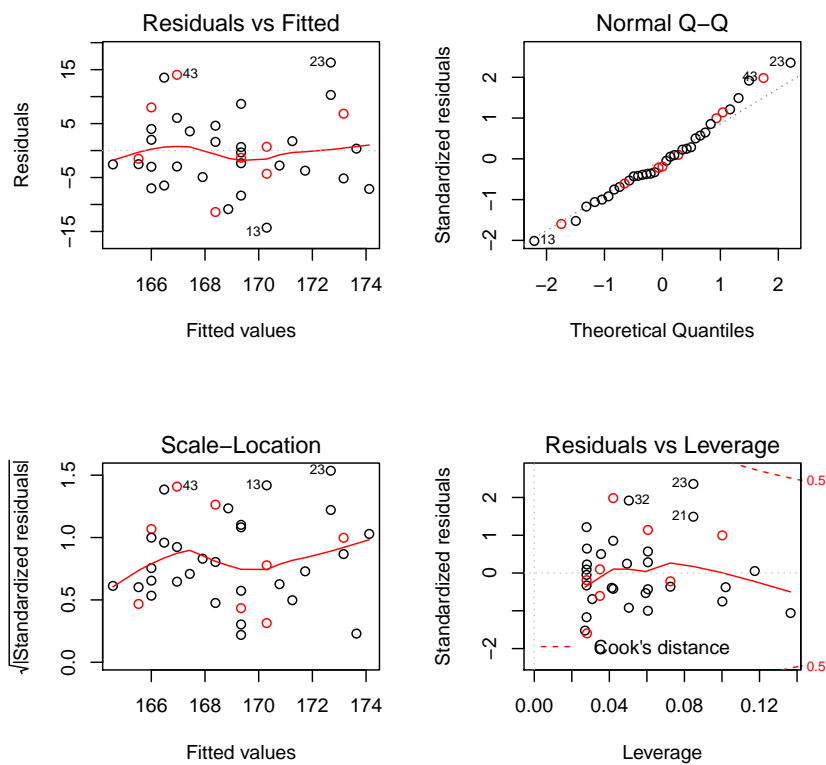 Residuals vs Fitted
Residuals
−15
−5
5
15
166 168 170 172 174
Fitted values
43
23
13
Normal Q−Q
Standardized residuals
−2
−1
0
1
2
−2 −1 0 1 2
Theoretical Quantiles
23
43
13
Scale−Location
√|Standardized residuals|
0.0
0.5
1.0
1.5
166 168 170 172 174
Fitted values
43
13
23
Residuals vs Leverage
Standardized residuals
−2
0
2
0.00 0.04 0.08 0.12
Leverage
23
32
21
Cook's distance
0.5
0.5